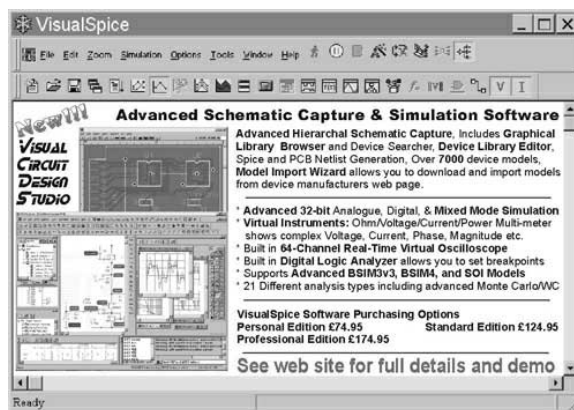 VisualSpice
File Edit Zoom Simulation Options Tools Window Help
V I
New!!!
Advanced Schematic Capture & Simulation Software
VISUAL
CIRCUIT
DESIGN
STUDIO
Advanced Hierarchal Schematic Capture, Includes Graphical
Library Browser and Device Searcher, Device Library Editor,
Spice and PCB Netlist Generation, Over 7000 device models,
Model Import Wizard allows you to download and import models
from device manufacturers web page.
* Advanced 32-bit Analogue, Digital, & Mixed Mode Simulation
* Virtual Instruments: Ohm/Voltage/Current/Power Multi-meter
shows complex Voltage, Current, Phase, Magnitude etc.
* Built in 64-Channel Real-Time Virtual Oscilloscope
* Built in Digital Logic Analyzer allows you to set breakpoints
* Supports Advanced BSIM3v3, BSIM4, and SOI Models
* 21 Different analysis types including advanced Monte Carlo/WC
VisualSpice Software Purchasing Options
Personal Edition £74.95 Standard Edition £124.95
Professional Edition £174.95
See web site for full details and demo
Ready